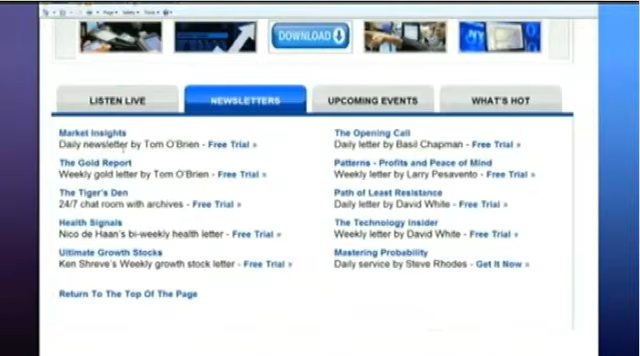 Page
Safety
Tools
DOWNLOAD
NY
LISTEN LIVE
NEWSLETTERS
UPCOMING EVENTS
WHAT'S HOT
Market Insights
Daily newsletter by Tom O'Brien - Free Trial »
The Gold Report
Weekly gold letter by Tom O'Brien - Free Trial »
The Tiger's Den
24/7 chat room with archives - Free Trial »
Health Signals
Nico de Haan's bi-weekly health letter - Free Trial »
Ultimate Growth Stocks
Ken Shreve's Weekly growth stock letter - Free Trial »
Return To The Top Of The Page
The Opening Call
Daily letter by Basil Chapman - Free Trial »
Patterns - Profits and Peace of Mind
Weekly letter by Larry Pesavento - Free Trial »
Path of Least Resistance
Daily letter by David White - Free Trial »
The Technology Insider
Weekly letter by David White - Free Trial »
Mastering Probability
Daily service by Steve Rhodes - Get It Now »